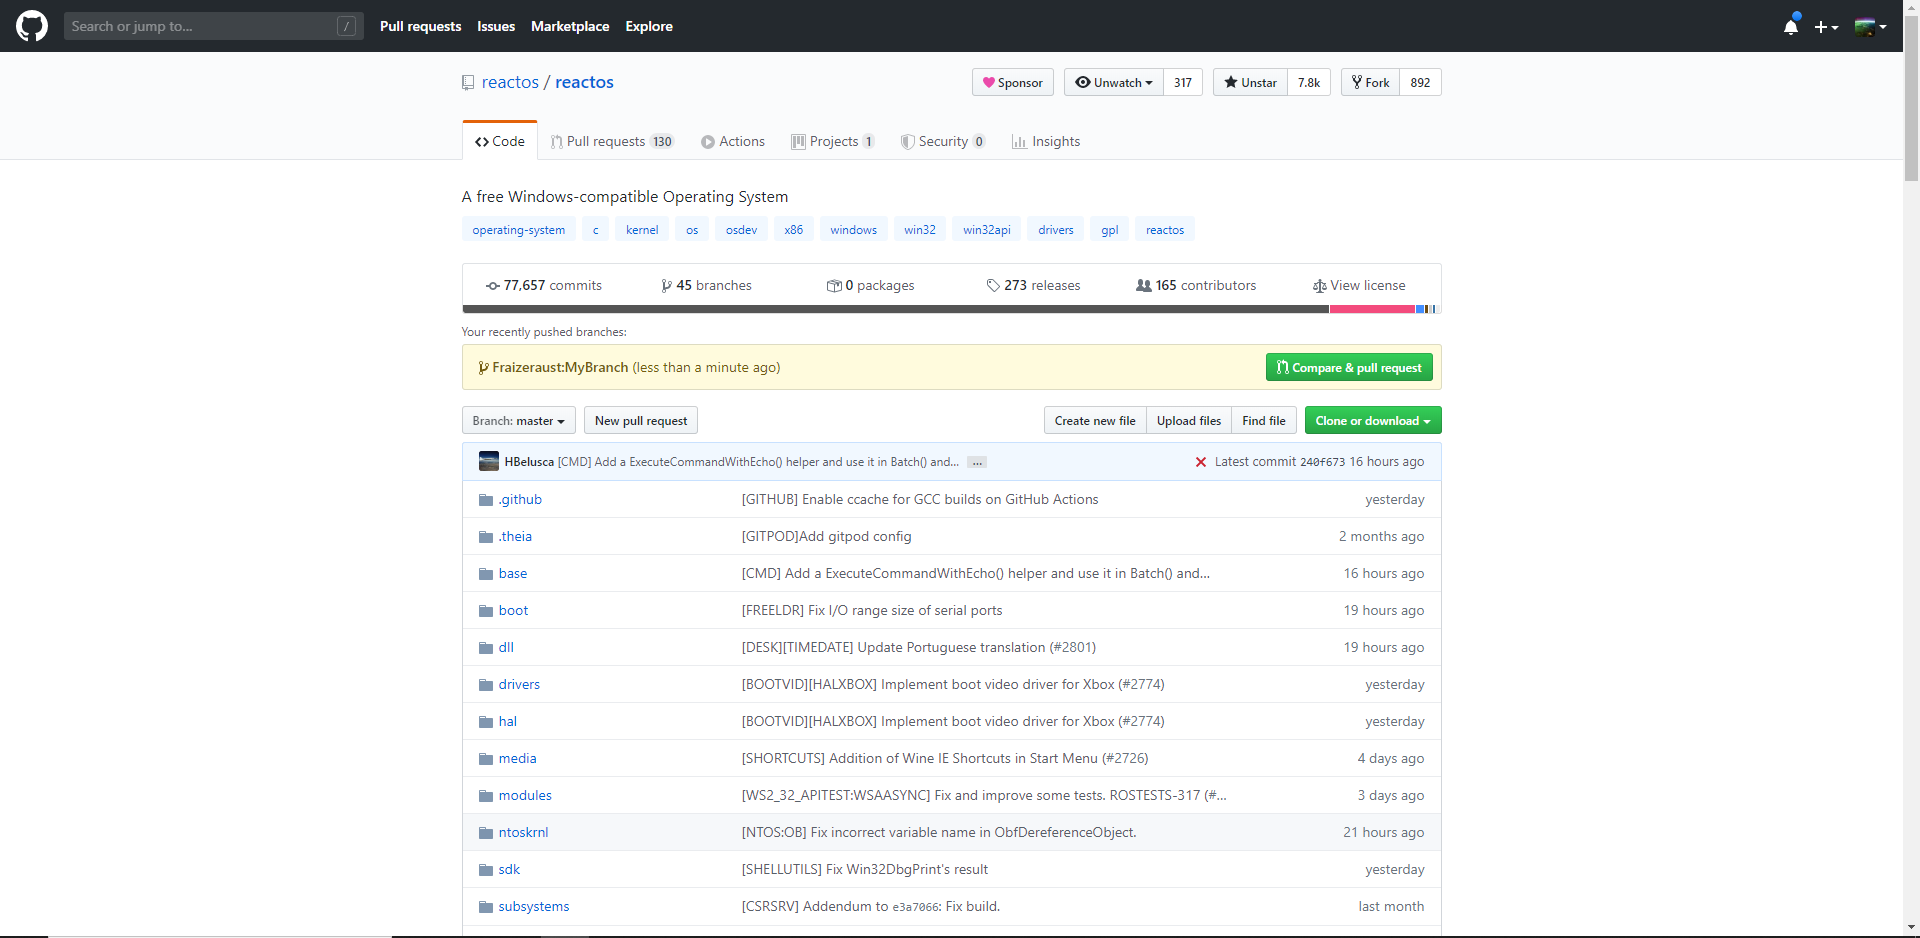 Search or jump to... / Pull requests Issues Marketplace Explore
reactos / reactos Sponsor Unwatch 317 Unstar 7.8k Fork 892
Code Pull requests 130 Actions Projects 1 Security 0 Insights
A free Windows-compatible Operating System
operating-system c kernel os osdev x86 windows win32 win32api drivers gpl reactos
77,657 commits 45 branches 0 packages 273 releases 165 contributors View license
Your recently pushed branches:
Fraizeraust:MyBranch (less than a minute ago) Compare & pull request
Branch: master New pull request Create new file Upload files Find file Clone or download
HBelusca [CMD] Add a ExecuteCommandWithEcho() helper and use it in Batch() and... ... Latest commit 240f673 16 hours ago
.github [GITHUB] Enable ccache for GCC builds on GitHub Actions yesterday
.theia [GITPOD]Add gitpod config 2 months ago
base [CMD] Add a ExecuteCommandWithEcho() helper and use it in Batch() and... 16 hours ago
boot [FREELDR] Fix I/O range size of serial ports 19 hours ago
dll [DESK][TIMEDATE] Update Portuguese translation (#2801) 19 hours ago
drivers [BOOTVID][HALXBOX] Implement boot video driver for Xbox (#2774) yesterday
hal [BOOTVID][HALXBOX] Implement boot video driver for Xbox (#2774) yesterday
media [SHORTCUTS] Addition of Wine IE Shortcuts in Start Menu (#2726) 4 days ago
modules [WS2_32_APITEST:WSAASYNC] Fix and improve some tests. ROSTESTS-317 (#... 3 days ago
ntoskrnl [NTOS:OB] Fix incorrect variable name in ObfDereferenceObject. 21 hours ago
sdk [SHELLUTILS] Fix Win32DbgPrint's result yesterday
subsystems [CSRSRV] Addendum to e3a7066: Fix build. last month